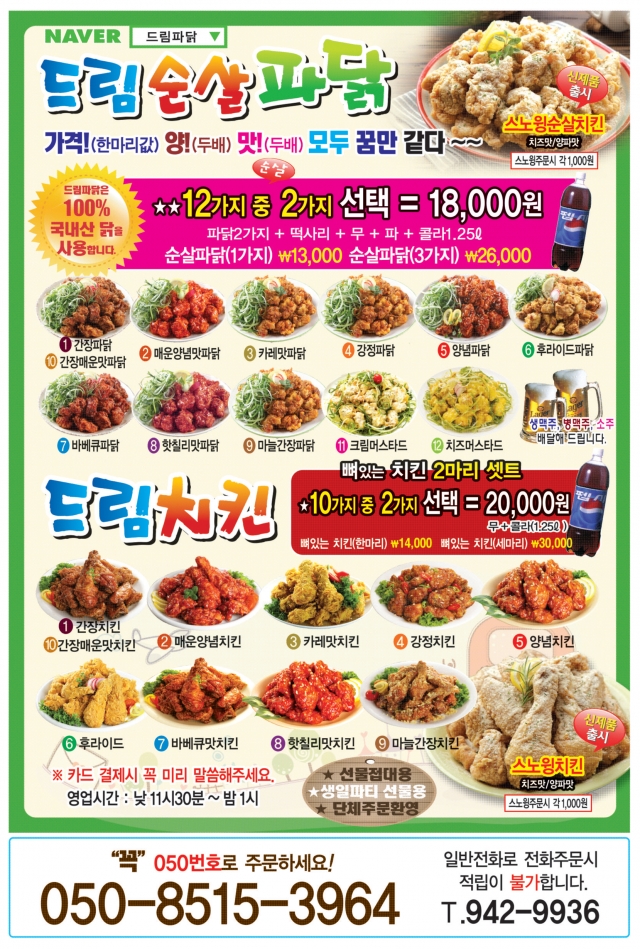 NAVER 드림파닭 ▼
드림 순살 파닭
가격!(한마리값) 양!(두배) 맛!(두배) 모두 꿈만 같다~~
신제품
출시
스노윙순살치킨
치즈맛/양파맛
스노윙주문시 각1,000원
드림파닭은
100%
국내산 닭을
사용합니다.
순살
★★12가지 중 2가지 선택 = 18,000원
파닭2가지 + 떡사리 + 무 + 파 + 콜라1.25ℓ
순살파닭(1가지) ₩13,000 순살파닭(3가지) ₩26,000
펩시
1 간장파닭
10 간장매운맛파닭
2 매운양념맛파닭
3 카레맛파닭
4 강정파닭
5 양념파닭
6 후라이드파닭
7 바베큐파닭
8 핫칠리맛파닭
9 마늘간장파닭
11 크림머스타드
12 치즈머스타드
생맥주, 병맥주, 소주
배달해 드립니다.
드림치킨
뼈있는 치킨 2마리 셋트
★10가지 중 2가지 선택 = 20,000원
무+콜라(1.25ℓ)
뼈있는 치킨(한마리) ₩14,000 뼈있는 치킨(세마리) ₩30,000
펩시
1 간장치킨
10 간장매운맛치킨
2 매운양념치킨
3 카레맛치킨
4 강정치킨
5 양념치킨
6 후라이드
7 바베큐맛치킨
8 핫칠리맛치킨
9 마늘간장치킨
신제품
출시
스노윙치킨
치즈맛/양파맛
스노윙주문시 각1,000원
※ 카드 결제시 꼭 미리 말씀해주세요.
영업시간 : 낮 11시30분 ~ 밤 1시
★ 선물접대용
★생일파티 선물용
★ 단체주문환영
"꼭" 050번호로 주문하세요!
050-8515-3964
일반전화로 전화주문시
적립이 불가합니다.
T.942-9936